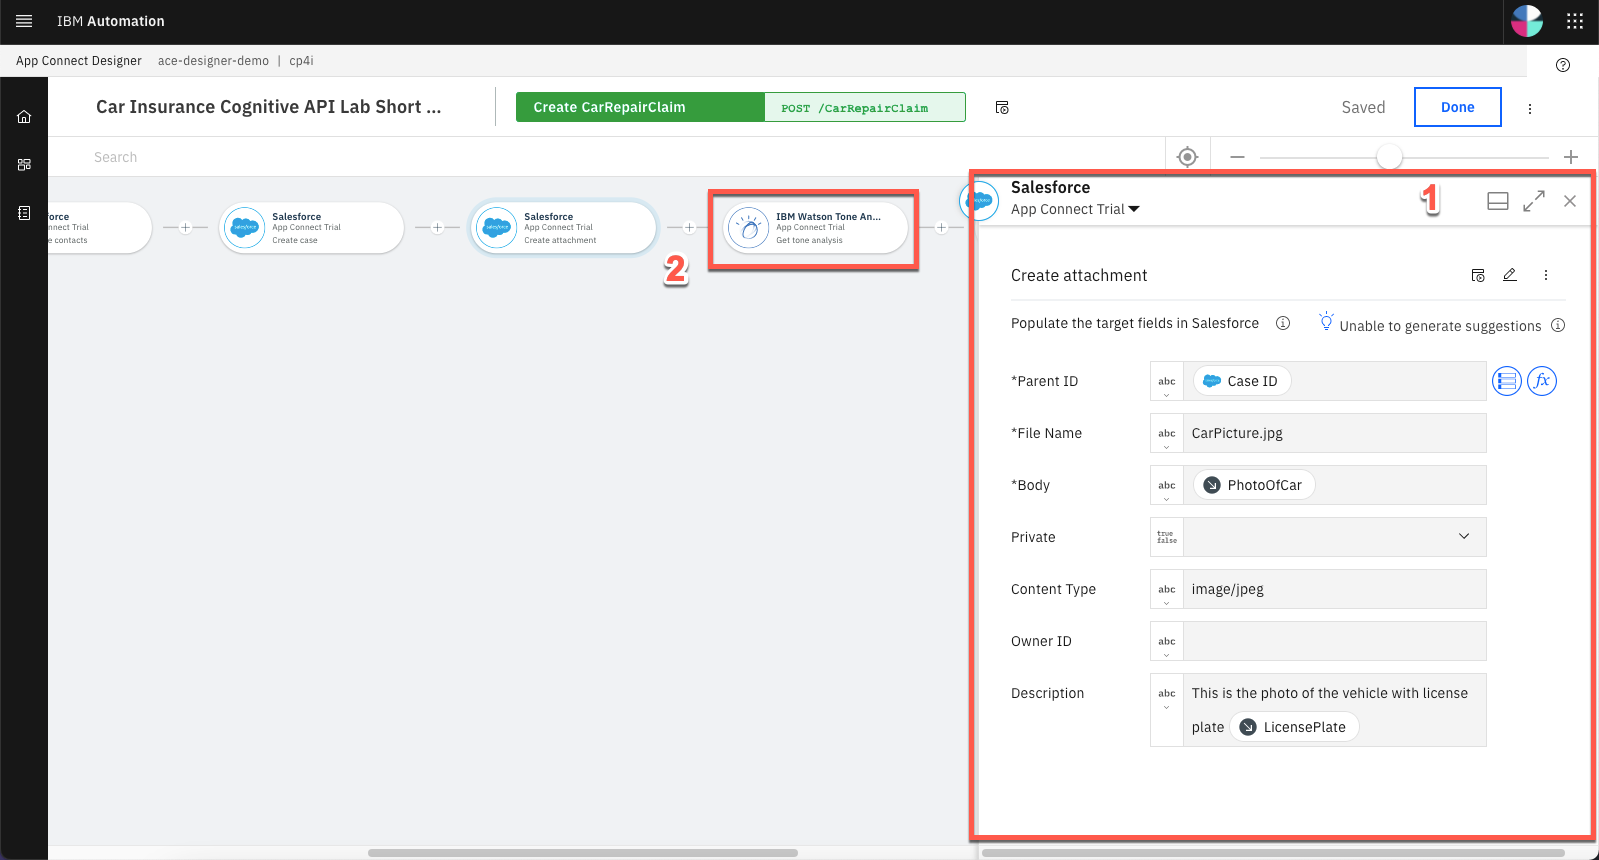 IBM Automation
App Connect Designer ace-designer-demo | cp4i
Car Insurance Cognitive API Lab Short ...
Create CarRepairClaim
POST /CarRepairClaim
Saved
Done
Search
force
Connect Trial
e contacts
salesforce
Salesforce
App Connect Trial
Create case
salesforce
Salesforce
App Connect Trial
Create attachment
IBM Watson Tone An...
App Connect Trial
Get tone analysis
2
salesforce
Salesforce
App Connect Trial
1
Create attachment
Populate the target fields in Salesforce
Unable to generate suggestions
*Parent ID
abc
Case ID
fx
*File Name
abc
CarPicture.jpg
*Body
abc
PhotoOfCar
Private
true
false
Content Type
abc
image/jpeg
Owner ID
abc
Description
abc
This is the photo of the vehicle with license
plate LicensePlate